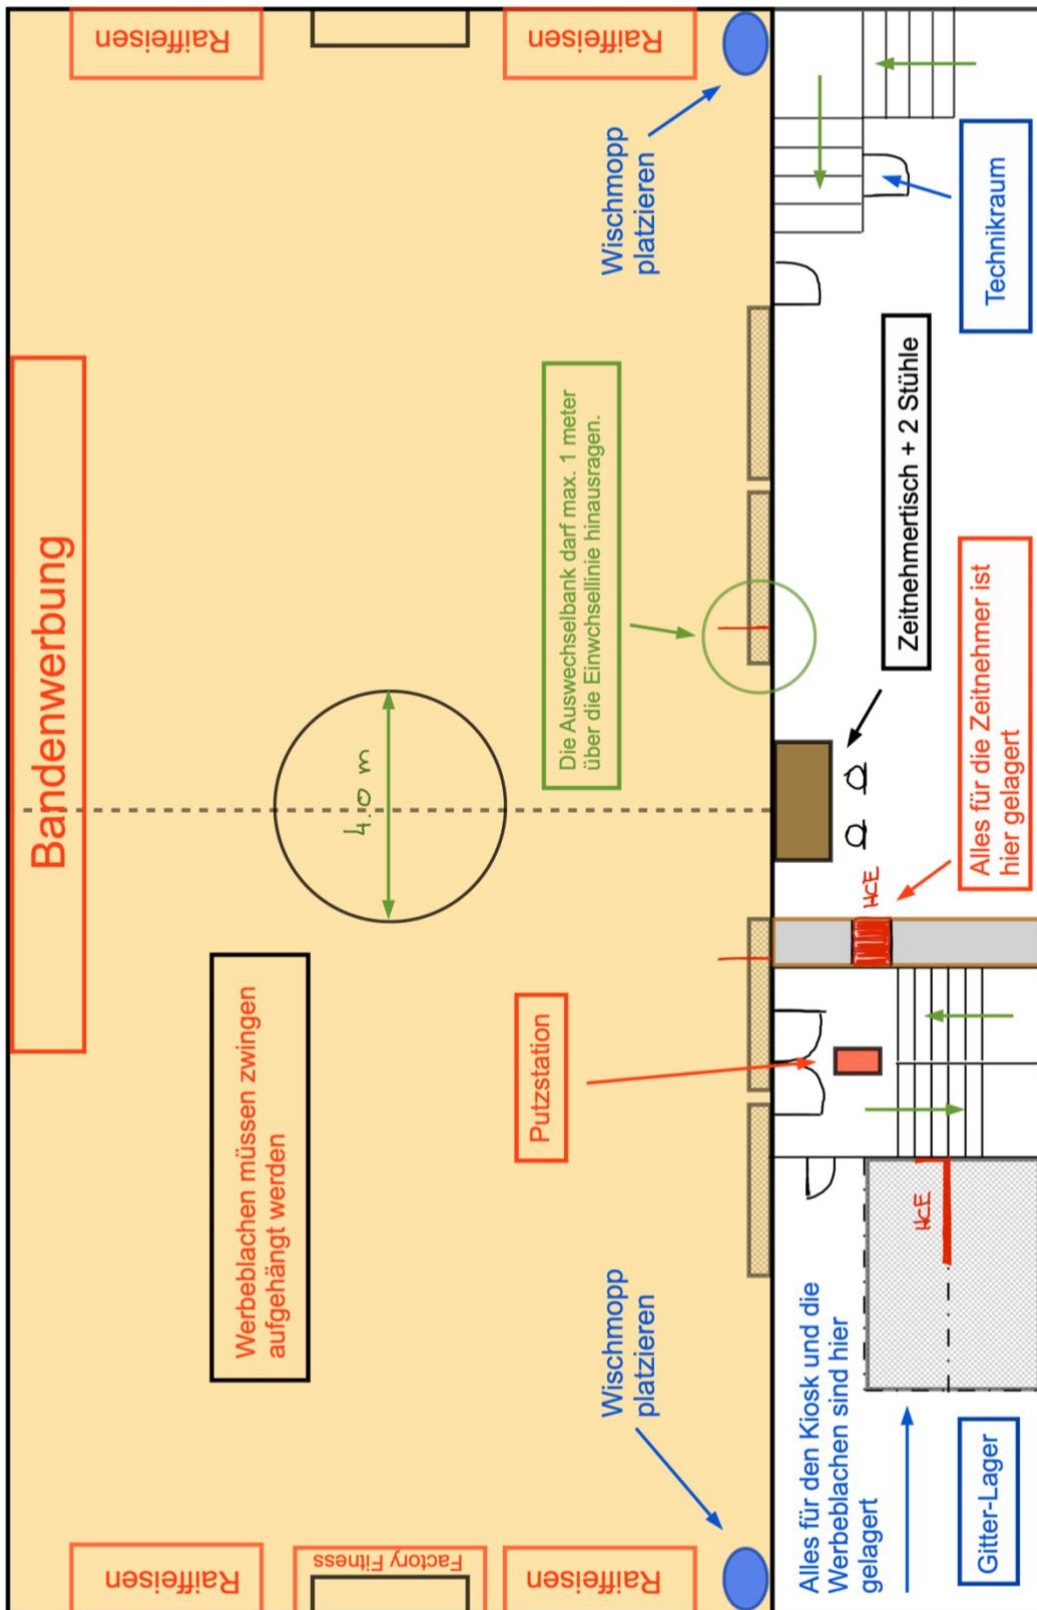 Bandenwerbung
Raiffeisen
Raiffeisen
Raiffeisen
Factory Fitness
Raiffeisen
Werbeblachen müssen zwingen
aufgehängt werden
4.0 m
Die Auswechselbank darf max. 1 meter
über die Einwchsellinie hinausragen.
Putzstation
Wischmopp
platzieren
Wischmopp
platzieren
Alles für den Kiosk und die
Werbeblachen sind hier
gelagert
Gitter-Lager
HCE
HCE
Alles für die Zeitnehmer ist
hier gelagert
Zeitnehmertisch + 2 Stühle
Technikraum